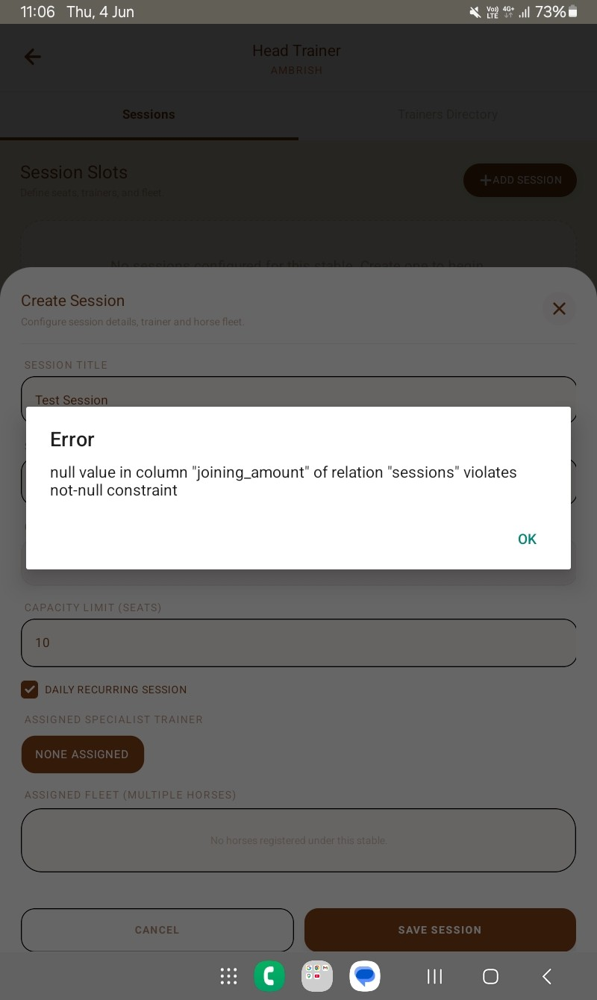 11:06 Thu, 4 Jun
Vo)) LTE 4G+ 73%
Head Trainer
AMBRISH
Sessions
Trainers Directory
Session Slots
Define seats, trainers, and fleet
+ADD SESSION
No sessions configured for this stable. Create one to begin.
Create Session
Configure session details, trainer and horse fleet.
SESSION TITLE
Test Session
Error
null value in column "joining_amount" of relation "sessions" violates
not-null constraint
OK
CAPACITY LIMIT (SEATS)
10
DAILY RECURRING SESSION
ASSIGNED SPECIALIST TRAINER
NONE ASSIGNED
ASSIGNED FLEET (MULTIPLE HORSES)
No horses registered under this stable.
CANCEL
SAVE SESSION